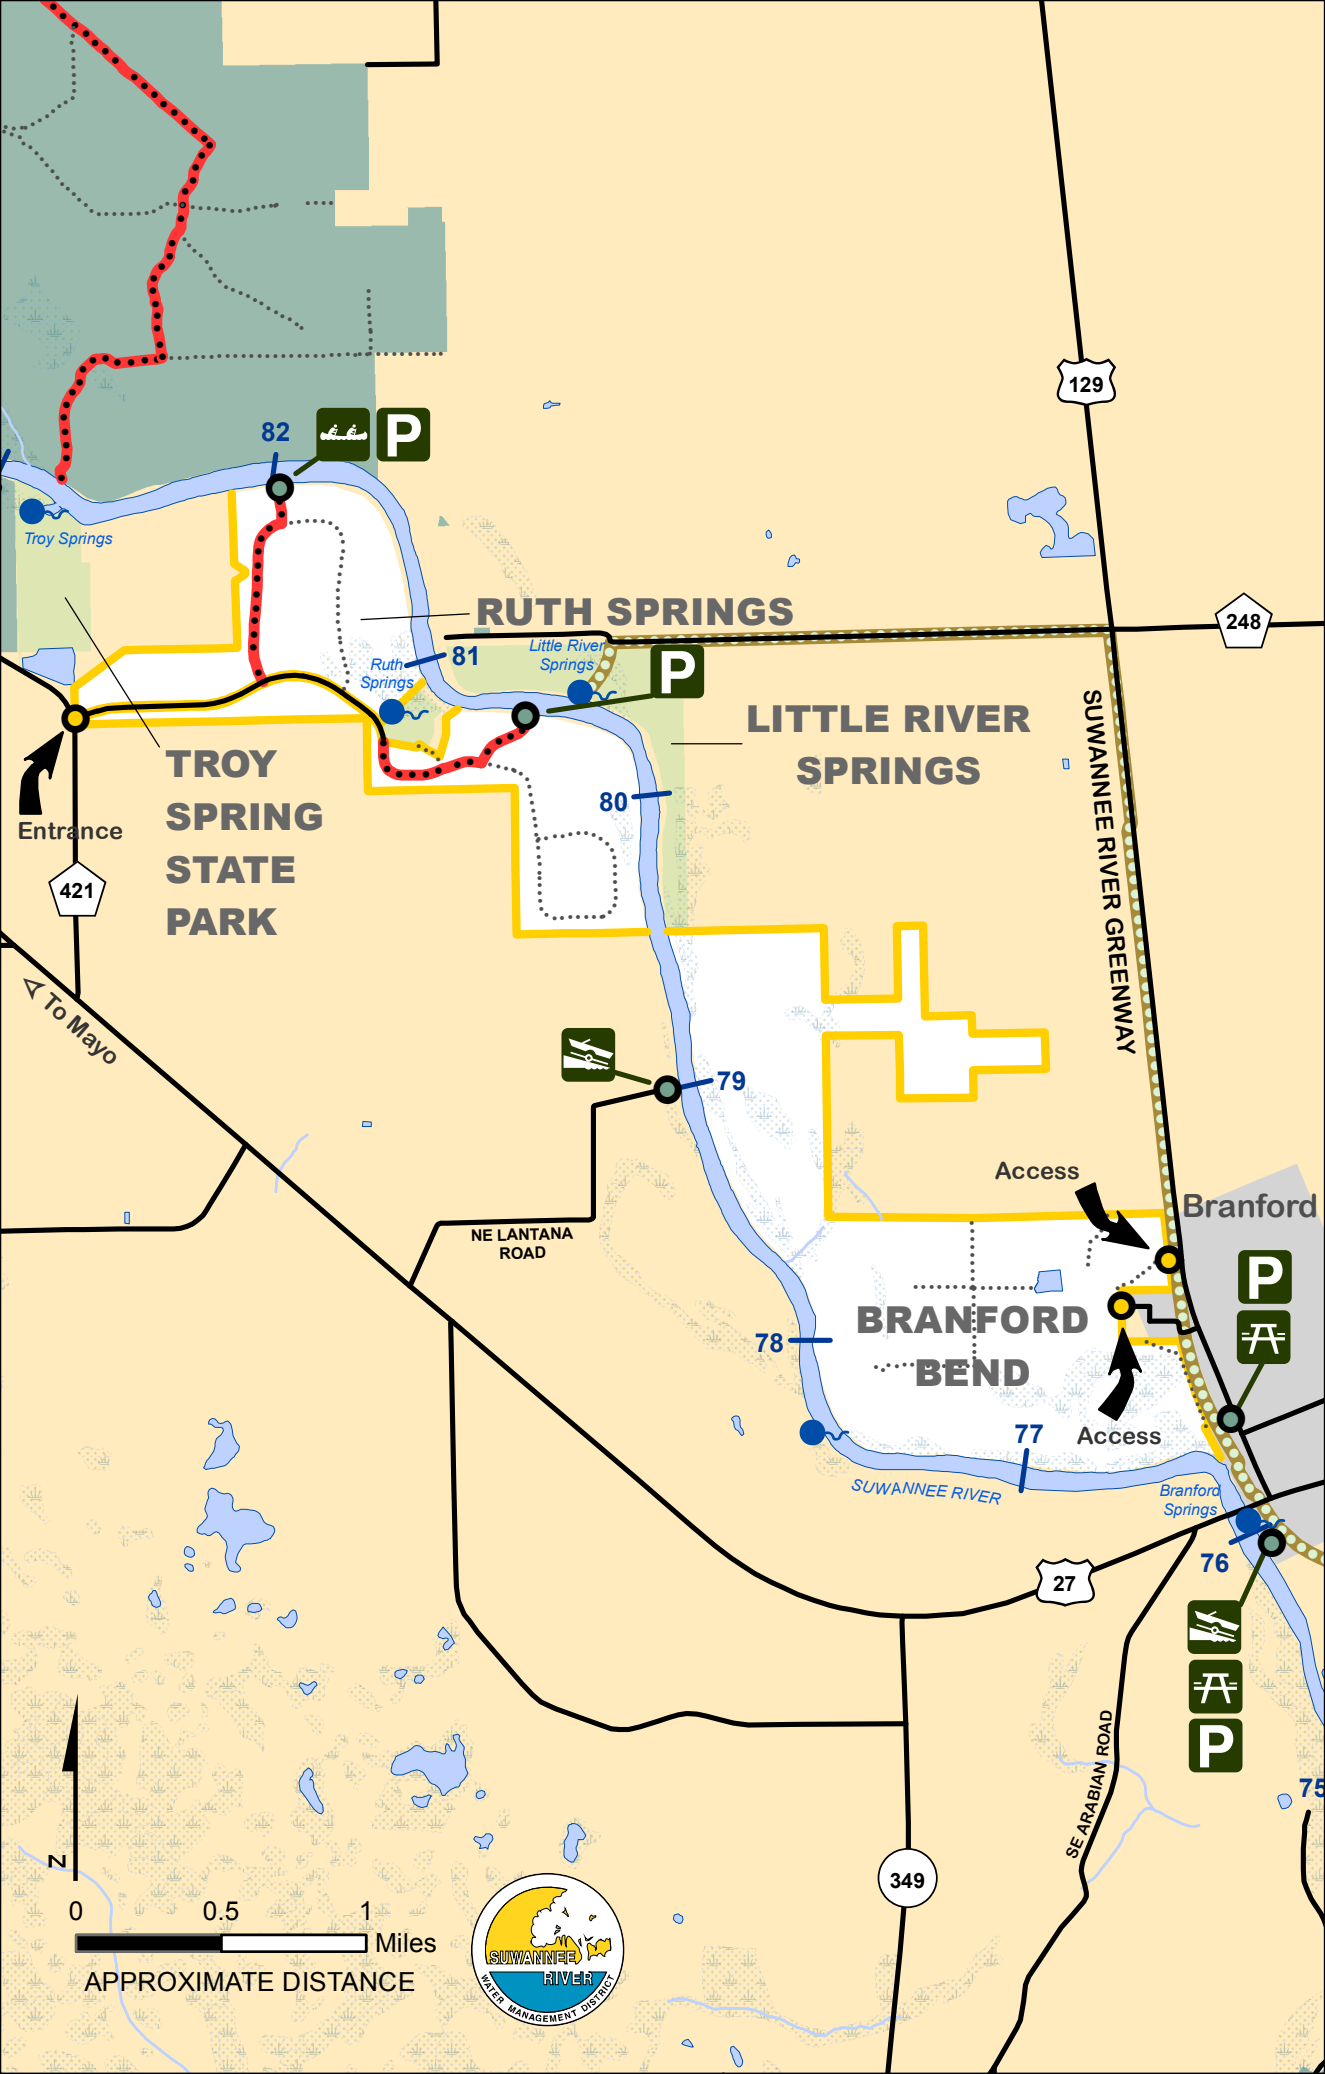 82
P
129
Troy Springs
RUTH SPRINGS
248
Little River
Springs
81
Ruth
Springs
P
LITTLE RIVER
SPRINGS
SUWANNEE RIVER GREENWAY
TROY
SPRING
STATE
PARK
80
Entrance
421
To Mayo
79
Access
Branford
NE LANTANA
ROAD
P
BRANFORD
BEND
78
77
Access
SUWANNEE RIVER
Branford
Springs
76
27
P
SE ARABIAN ROAD
75
N
349
0 0.5 1
Miles
APPROXIMATE DISTANCE
SUWANNEE
RIVER
WATER MANAGEMENT DISTRICT